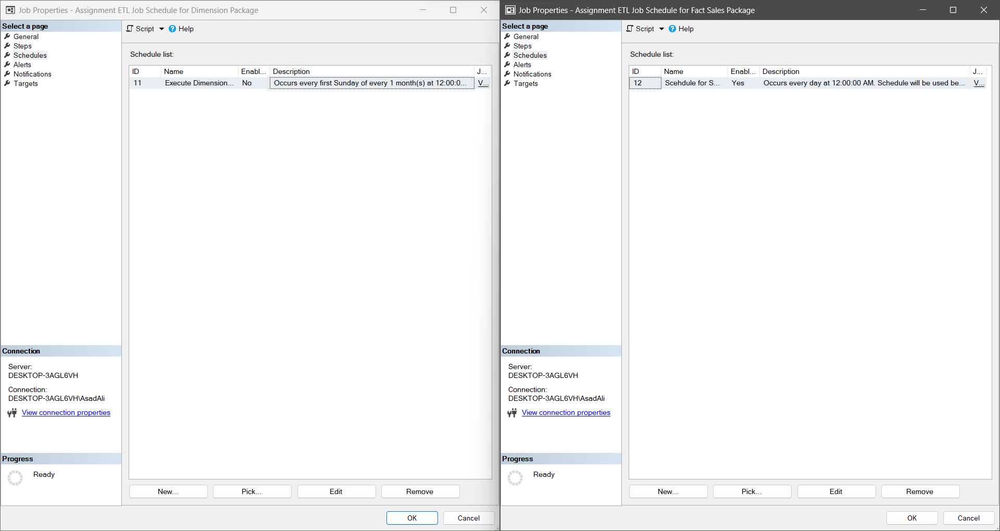 Job Properties - Assignment ETL Job Schedule for Dimension Package
Select a page
General
Steps
Schedules
Alerts
Notifications
Targets
Script
Help
Schedule list:
ID Name Enabl... Description J...
11 Execute Dimension... No Occurs every first Sunday of every 1 month(s) at 12:00:0... V...
Connection
Server:
DESKTOP-3AGL6VH
Connection:
DESKTOP-3AGL6VH\AsadAli
View connection properties
Progress
Ready
New... Pick... Edit Remove
OK Cancel
Job Properties - Assignment ETL Job Schedule for Fact Sales Package
Select a page
General
Steps
Schedules
Alerts
Notifications
Targets
Script
Help
Schedule list:
ID Name Enabl... Description J...
12 Scehdule for S... Yes Occurs every day at 12:00:00 AM. Schedule will be used be... V...
Connection
Server:
DESKTOP-3AGL6VH
Connection:
DESKTOP-3AGL6VH\AsadAli
View connection properties
Progress
Ready
New... Pick... Edit Remove
OK Cancel